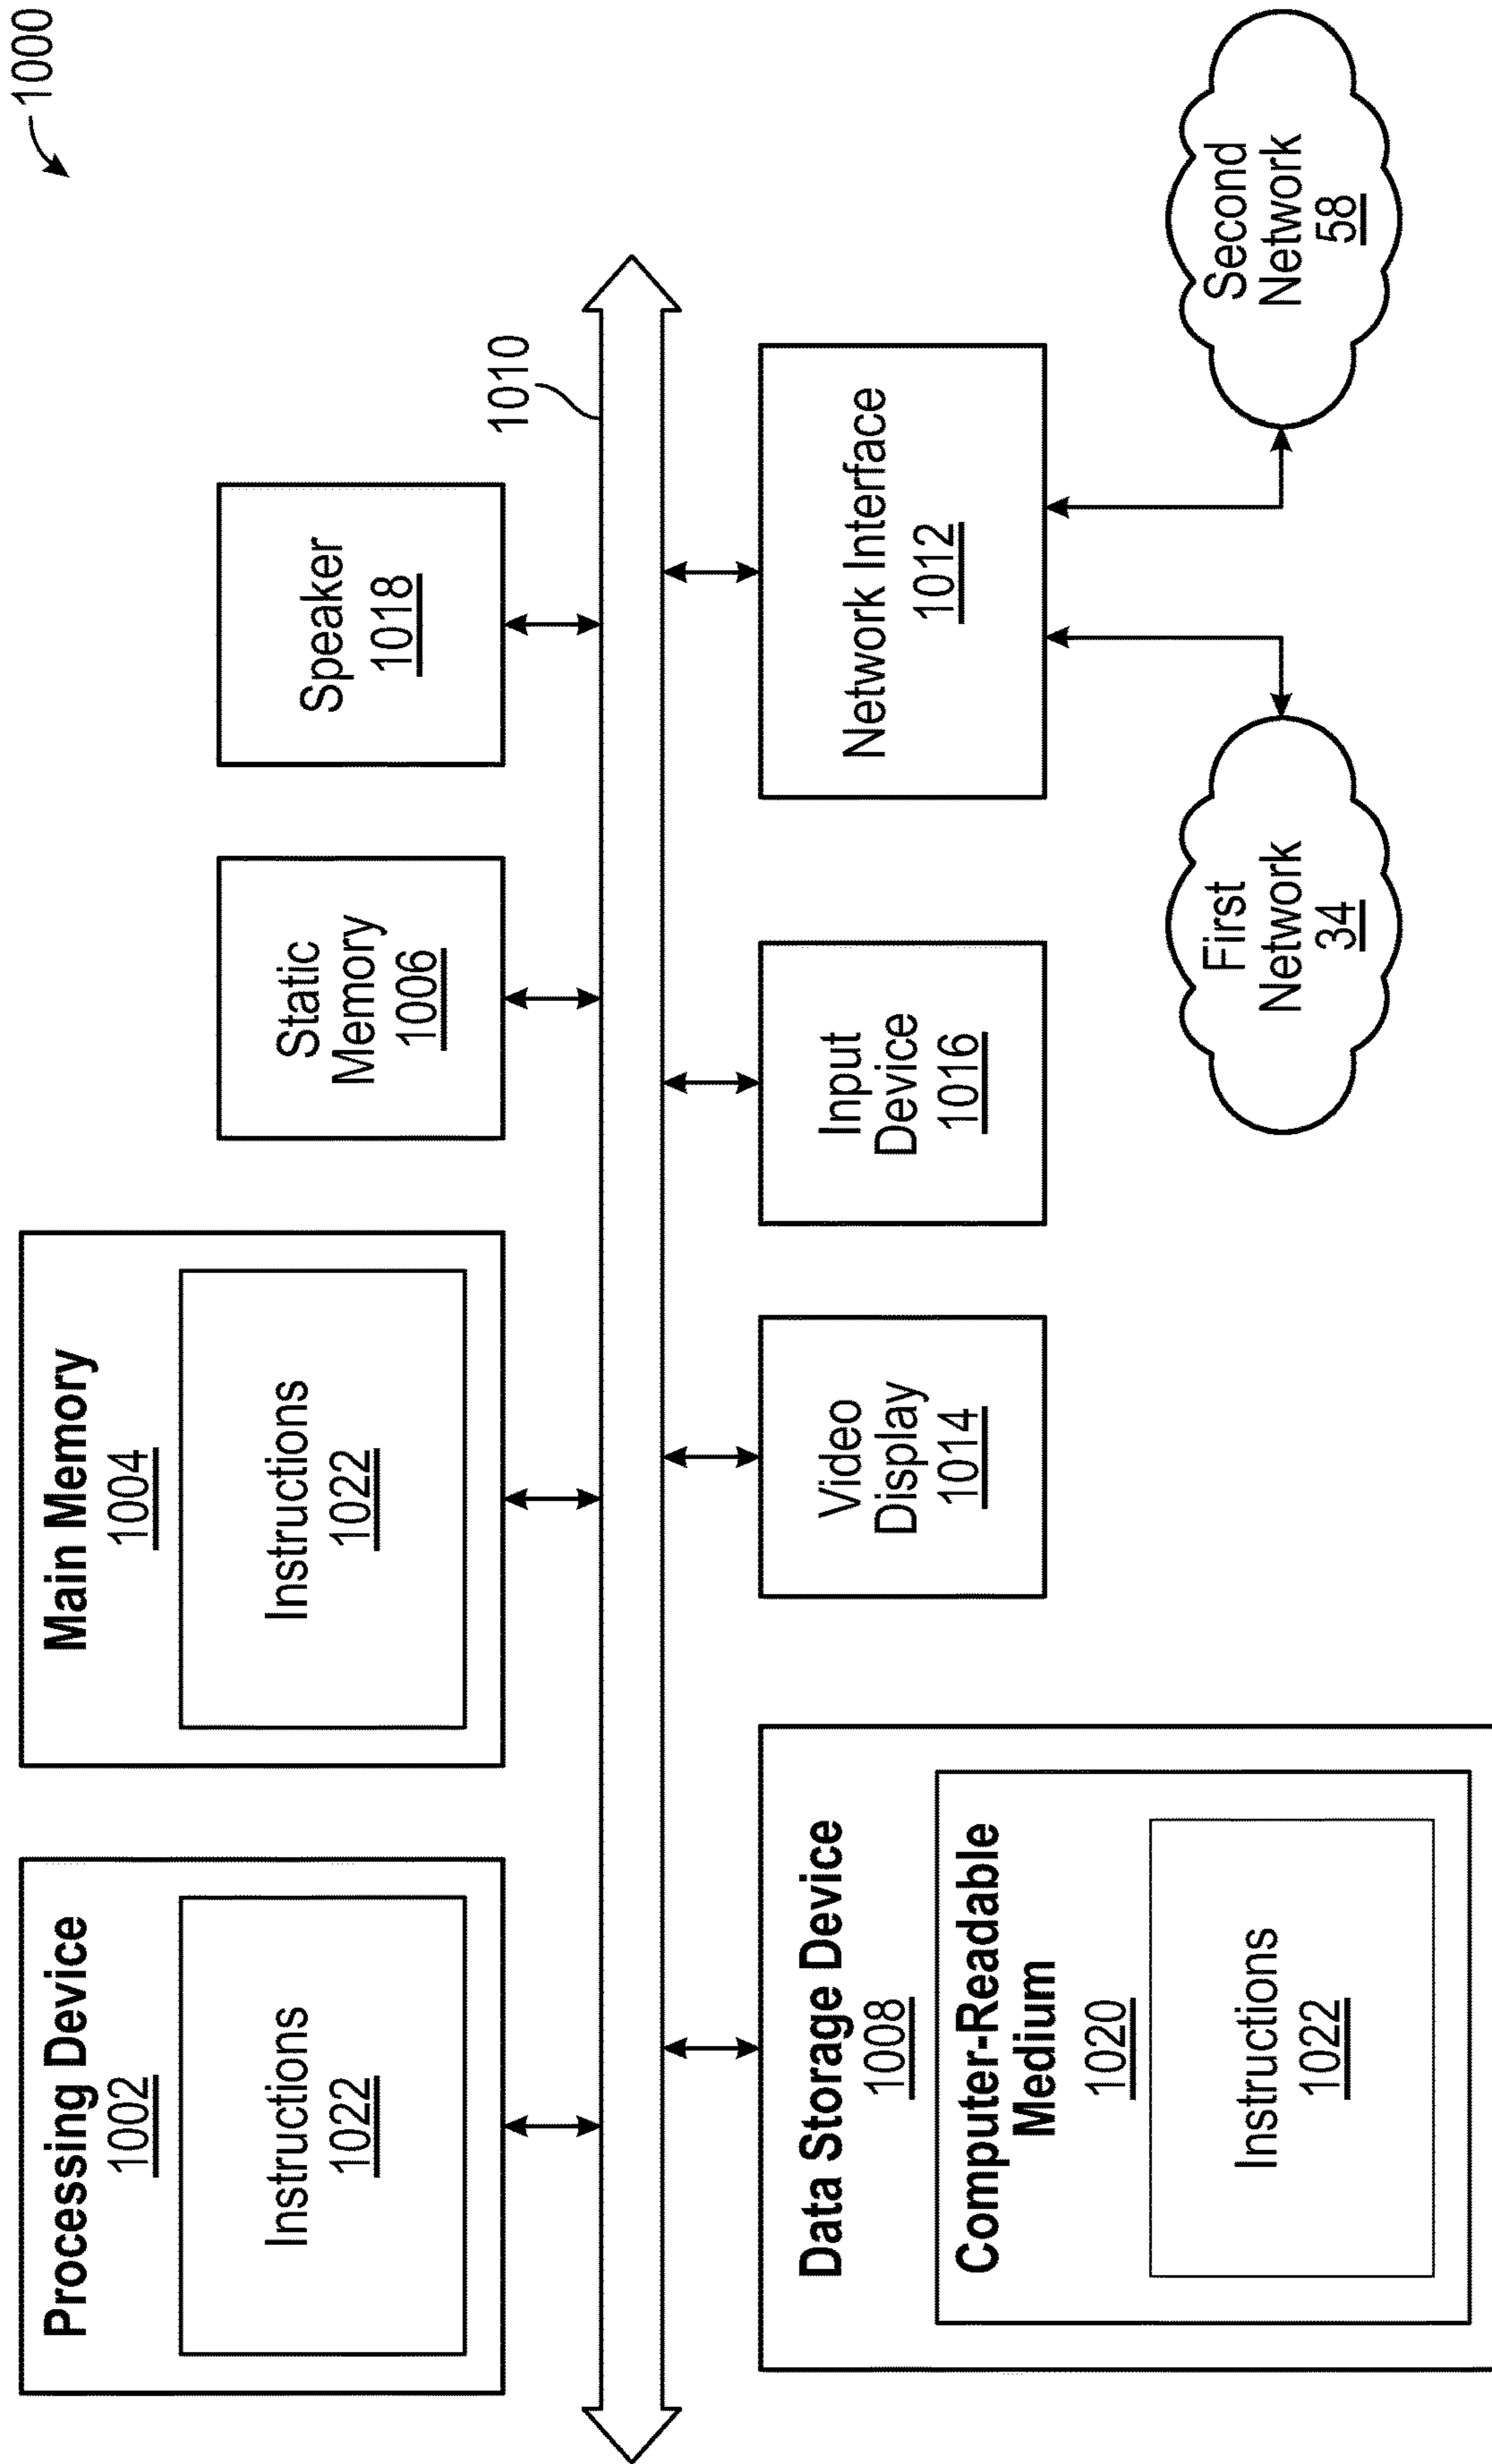 1000
Processing Device
1002
Instructions
1022
Main Memory
1004
Instructions
1022
Static
Memory
1006
Speaker
1018
1010
Data Storage Device
1008
Computer-Readable
Medium
1020
Instructions
1022
Video
Display
1014
Input
Device
1016
Network Interface
1012
First
Network
34
Second
Network
58